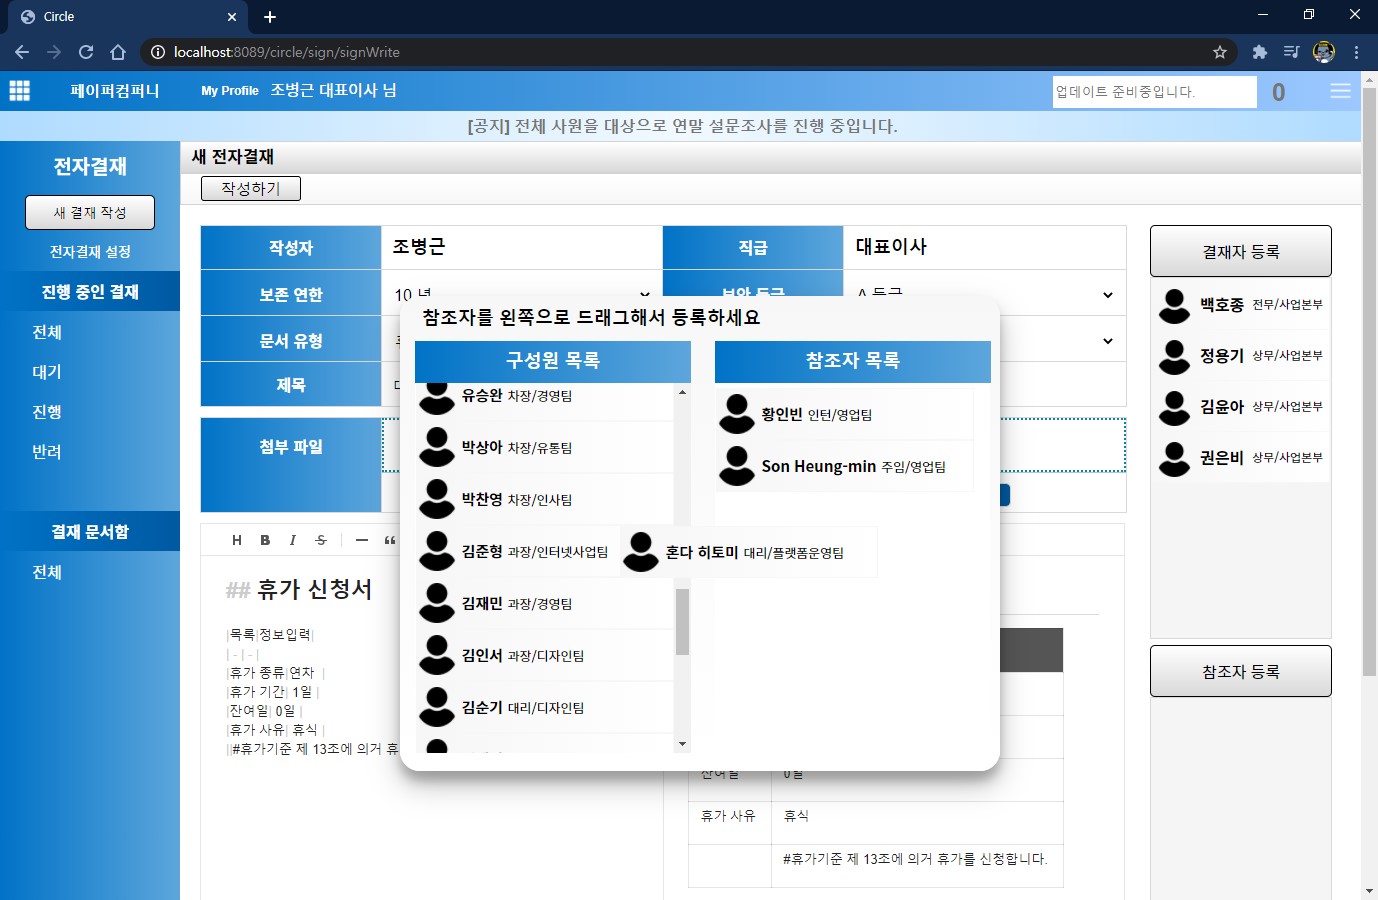 Circle
localhost:8089/circle/sign/signWrite
페이퍼컴퍼니
My Profile 조병근 대표이사 님
업데이트 준비중입니다.
0
[공지] 전체 사원을 대상으로 연말 설문조사를 진행 중입니다.
전자결재
새 결재 작성
전자결재 설정
진행 중인 결재
전체
대기
진행
반려
결재 문서함
전체
새 전자결재
작성하기
작성자 조병근 직급 대표이사
보존 연한 10 년 보안 등급 A 등급
문서 유형
제목
첨부 파일
H B I S — “
## 휴가 신청서
|목록|정보입력|
| - | - |
|휴가 종류|연차 |
|휴가 기간| 1일 |
|잔여일| 0일 |
|휴가 사유| 휴식 |
||#휴가기준 제 13조에 의거 휴
참조자를 왼쪽으로 드래그해서 등록하세요
구성원 목록
유승완 차장/경영팀
박상아 차장/유통팀
박찬영 차장/인사팀
김준형 과장/인터넷사업팀
김재민 과장/경영팀
김인서 과장/디자인팀
김순기 대리/디자인팀
참조자 목록
황인빈 인턴/영업팀
Son Heung-min 주임/영업팀
혼다 히토미 대리/플랫폼운영팀
잔여일 0일
휴가 사유 휴식
#휴가기준 제 13조에 의거 휴가를 신청합니다.
결재자 등록
백호종 전무/사업본부
정용기 상무/사업본부
김윤아 상무/사업본부
권은비 상무/사업본부
참조자 등록